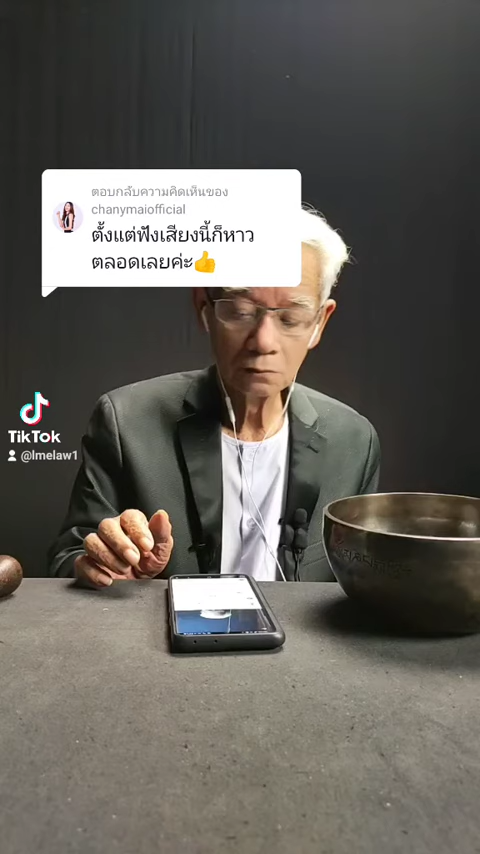 ตอบกลับความคิดเห็นของ
chanymaiofficial
ตั้งแต่ฟังเสียงนี้ก็หาว
ตลอดเลยค่ะ👍
TikTok
@lmelaw1